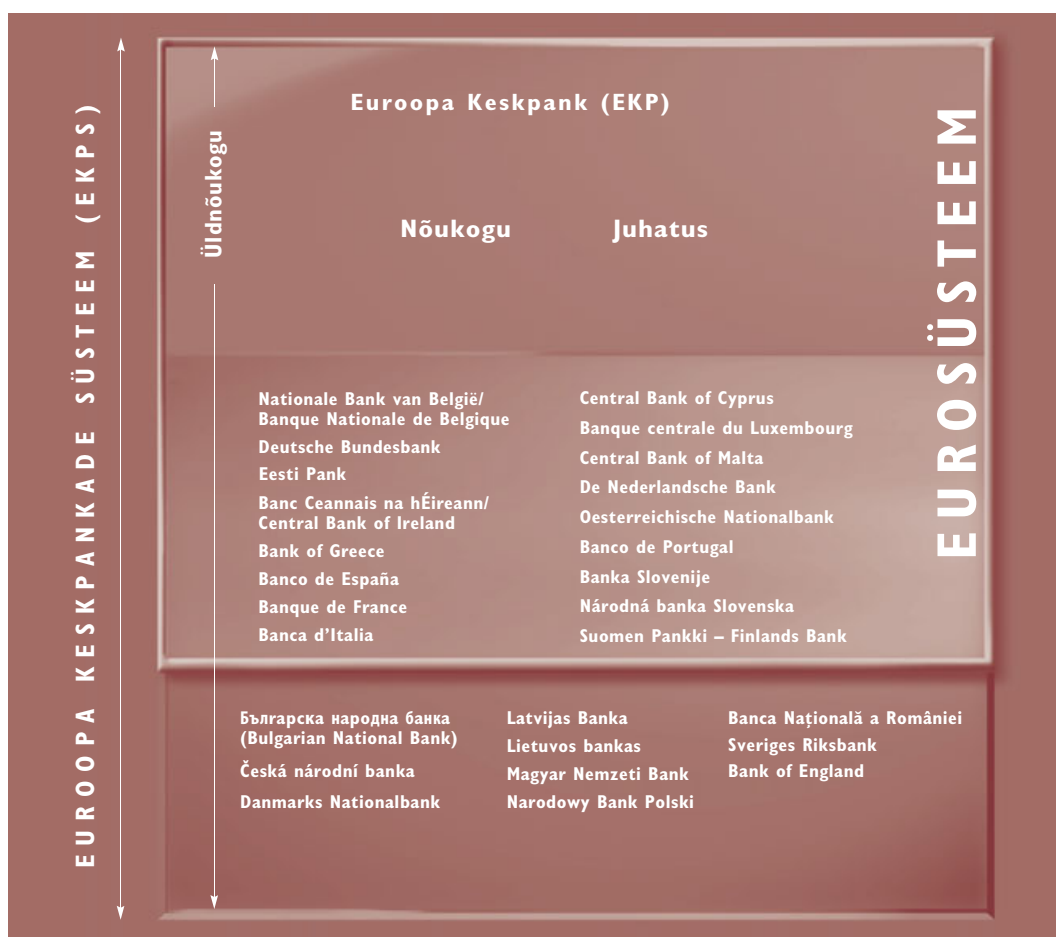 EUROOPA KESKPANKADE SÜSTEEM (EKPS)
Üldnõukogu
Euroopa Keskpank (EKP)
Nõukogu
Juhatus
EUROSÜSTEEM
Nationale Bank van België/
Banque Nationale de Belgique
Deutsche Bundesbank
Eesti Pank
Banc Ceannais na hÉireann/
Central Bank of Ireland
Bank of Greece
Banco de España
Banque de France
Banca d’Italia
Central Bank of Cyprus
Banque centrale du Luxembourg
Central Bank of Malta
De Nederlandsche Bank
Oesterreichische Nationalbank
Banco de Portugal
Banka Slovenije
Národná banka Slovenska
Suomen Pankki – Finlands Bank
Българска народна банка
(Bulgarian National Bank)
Česká národní banka
Danmarks Nationalbank
Latvijas Banka
Lietuvos bankas
Magyar Nemzeti Bank
Narodowy Bank Polski
Banca Națională a României
Sveriges Riksbank
Bank of England